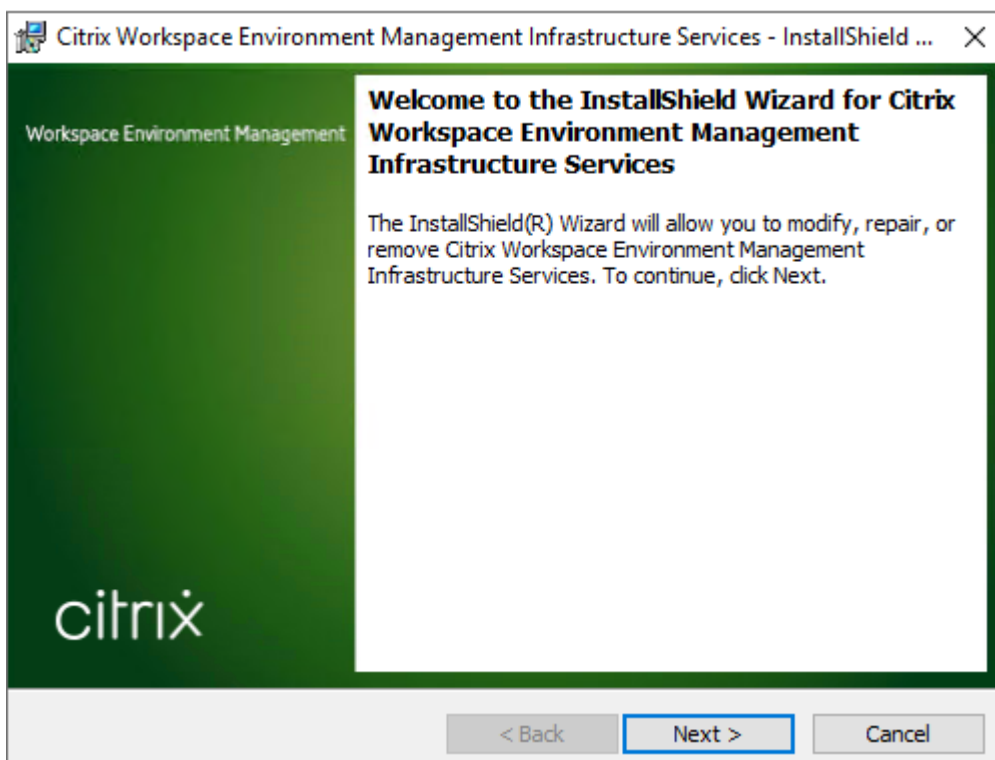 Citrix Workspace Environment Management Infrastructure Services - InstallShield ...
Workspace Environment Management
Welcome to the InstallShield Wizard for Citrix
Workspace Environment Management
Infrastructure Services
The InstallShield(R) Wizard will allow you to modify, repair, or
remove Citrix Workspace Environment Management
Infrastructure Services. To continue, click Next.
citrix
< Back
Next >
Cancel